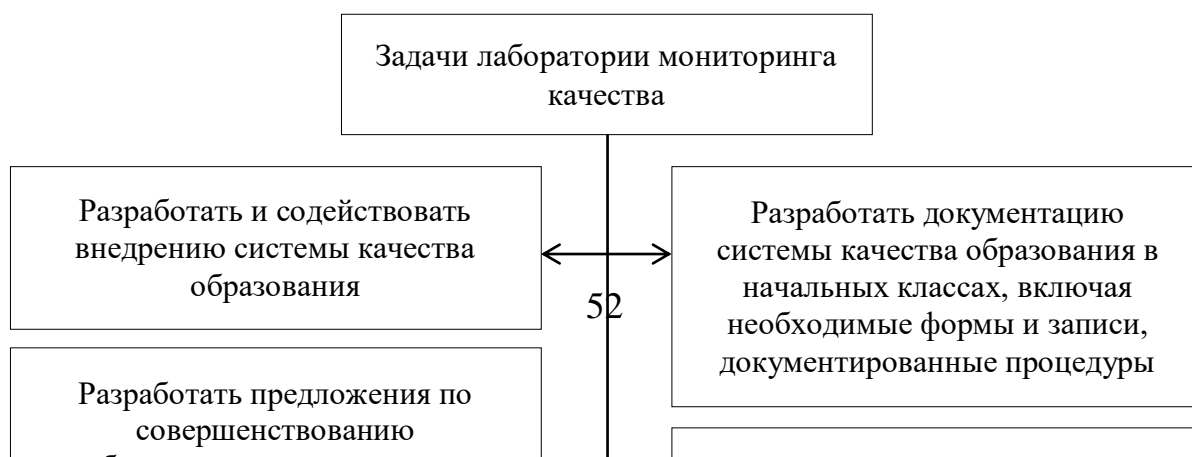 Задачи лаборатории мониторинга
качества
Разработать и содействовать
внедрению системы качества
образования
Разработать документацию
системы качества образования в
начальных классах, включая
необходимые формы и записи,
документированные процедуры
52
Разработать предложения по
совершенствованию